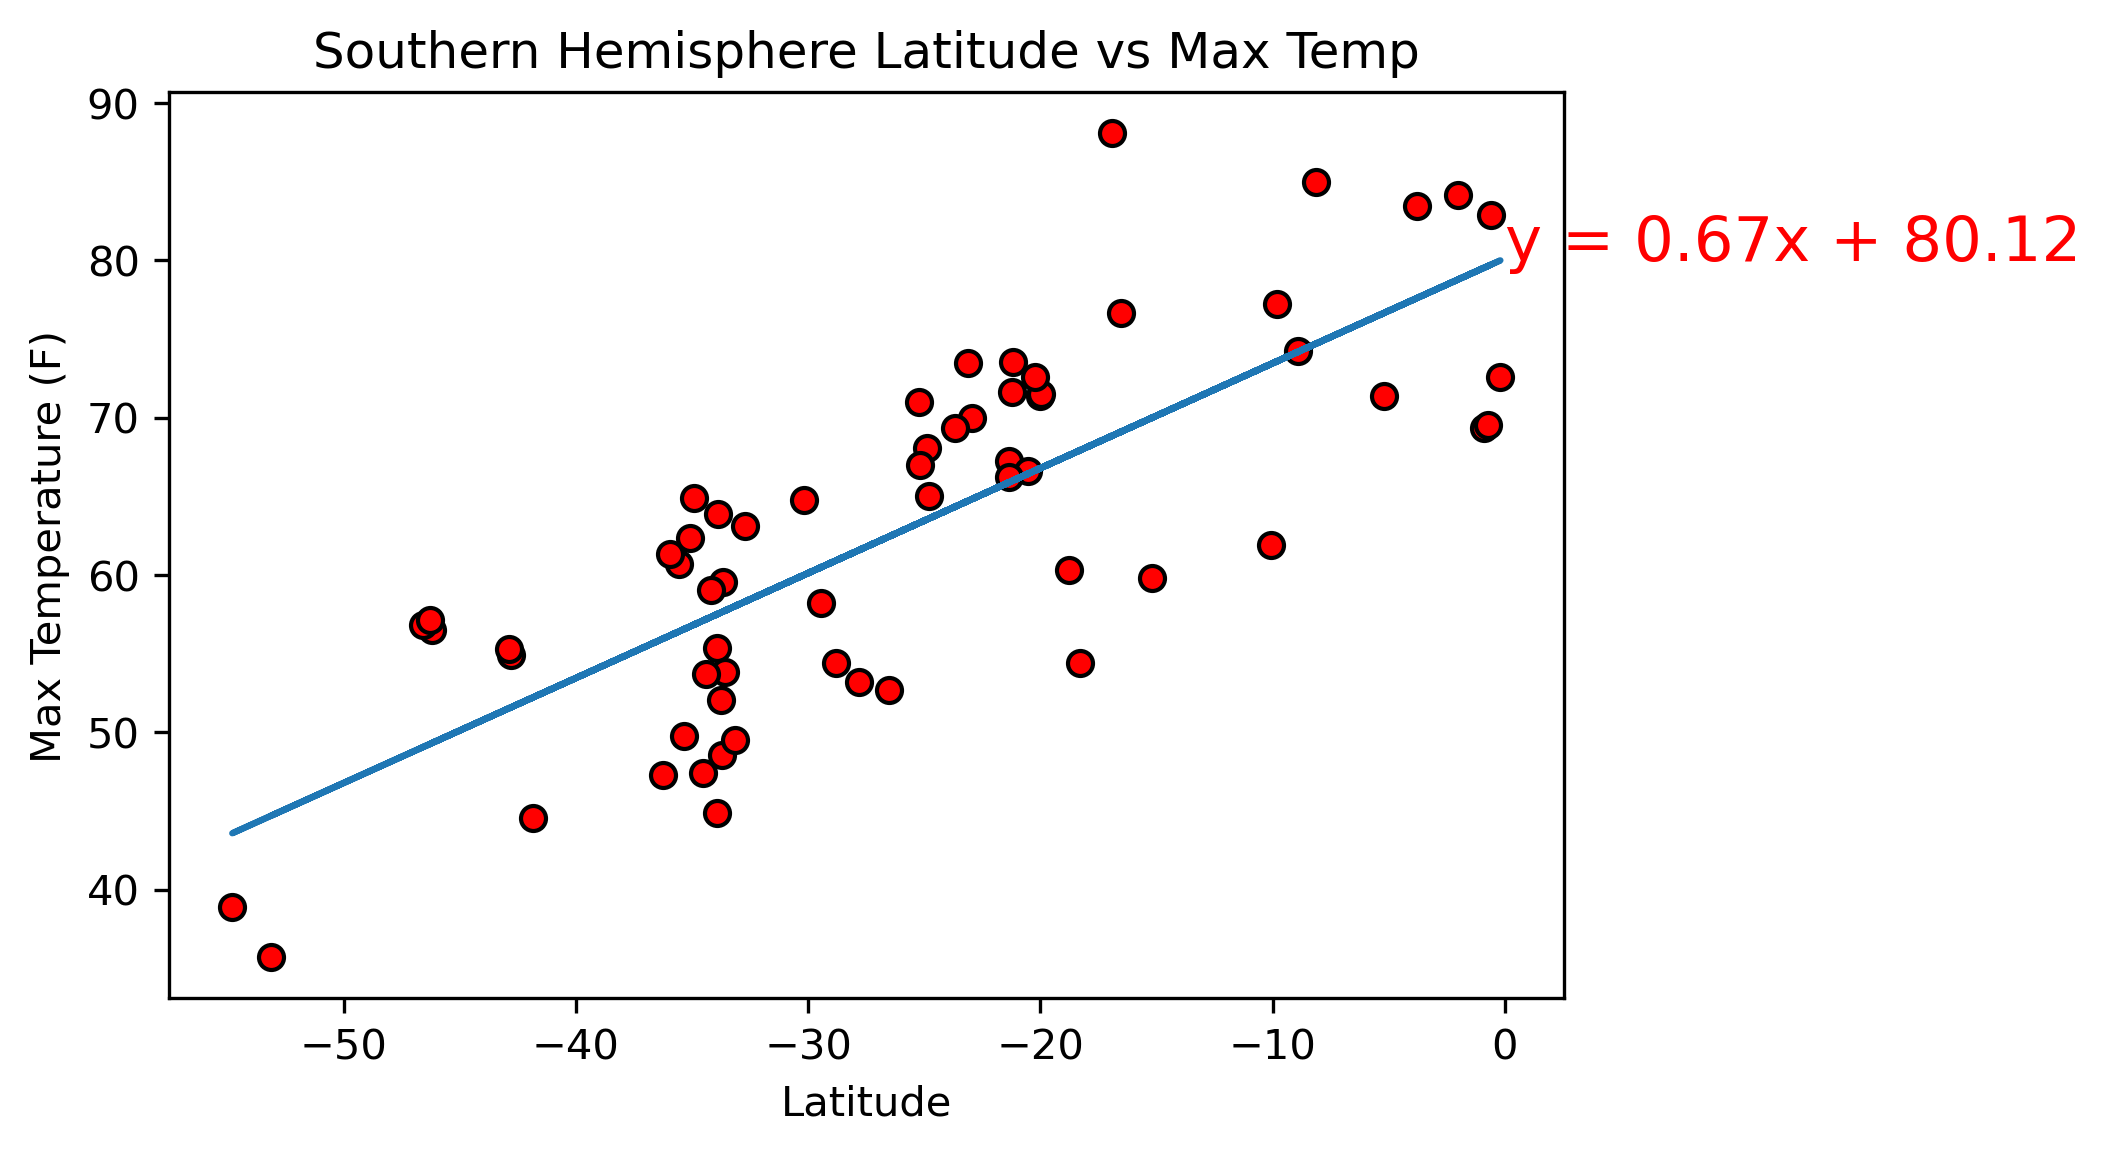 Southern Hemisphere Latitude vs Max Temp
90
80
70
60
50
40
Max Temperature (F)
y = 0.67x + 80.12
−50 −40 −30 −20 −10 0
Latitude